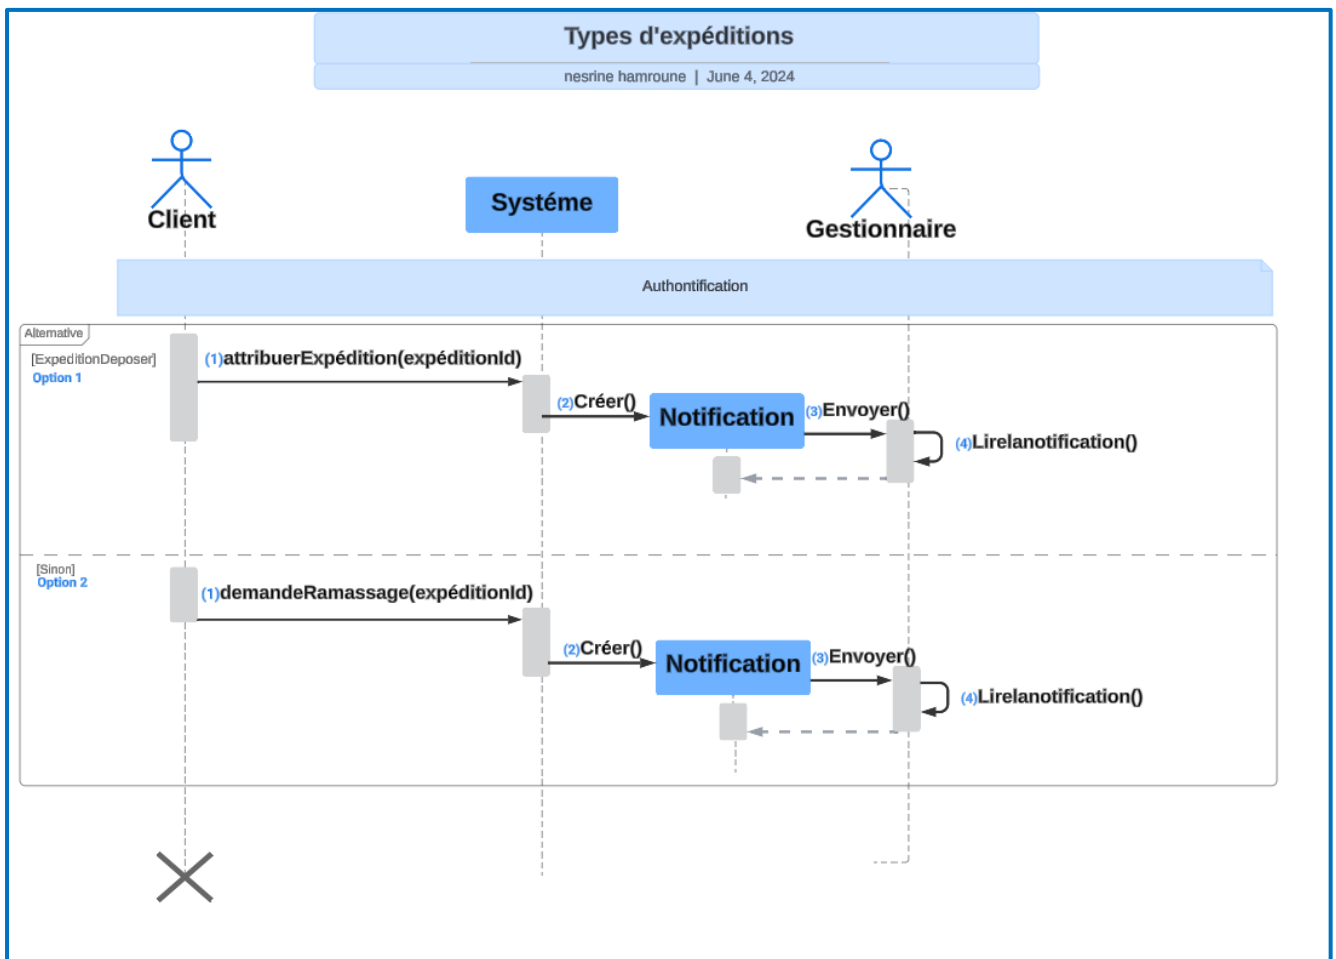 Types d'expéditions
nesrine hamroune | June 4, 2024
Client
Systéme
Gestionnaire
Authontification
Alternative
[ExpeditionDeposer]
Option 1
(1)attribuerExpédition(expéditionId)
(2)Créer()
Notification
(3)Envoyer()
(4)Lirelanotification()
[Sinon]
Option 2
(1)demandeRamassage(expéditionId)
(2)Créer()
Notification
(3)Envoyer()
(4)Lirelanotification()